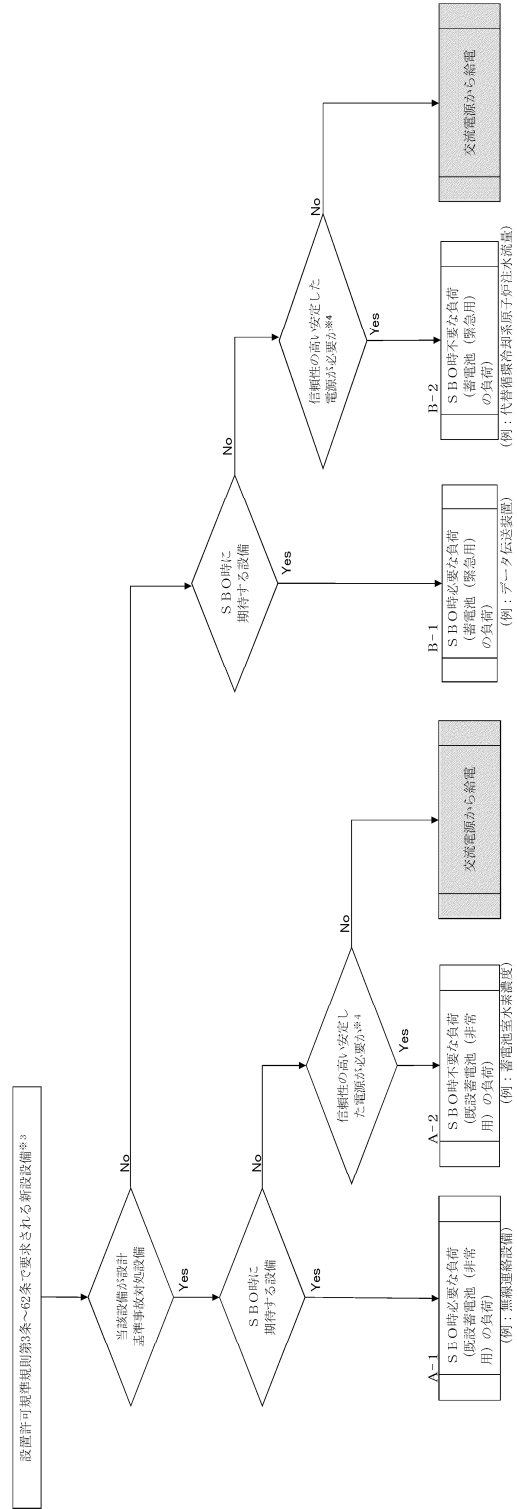 設置許可規準規則第3条～62条で要求される新設設備※3
当該設備が設計
基準事故対処設備
No
Yes
ＳＢＯ時に
期待する設備
No
Yes
信頼性の高い安定し
た電源が必要か※4
No
Yes
A-1
ＳＢＯ時必要な負荷
（既設蓄電池（非常
用）の負荷）
（例：無線連絡設備）
A-2
ＳＢＯ時不要な負荷
（既設蓄電池（非常
用）の負荷）
（例：蓄電池室水素濃度）
交流電源から給電
ＳＢＯ時に
期待する設備
No
Yes
信頼性の高い安定した
電源が必要か※4
No
Yes
B-1
ＳＢＯ時必要な負荷
（蓄電池（緊急用）
の負荷）
（例：データ伝送装置）
B-2
ＳＢＯ時不要な負荷
（蓄電池（緊急用）
の負荷）
（例：代替循環冷却系原子炉注水流量）
交流電源から給電